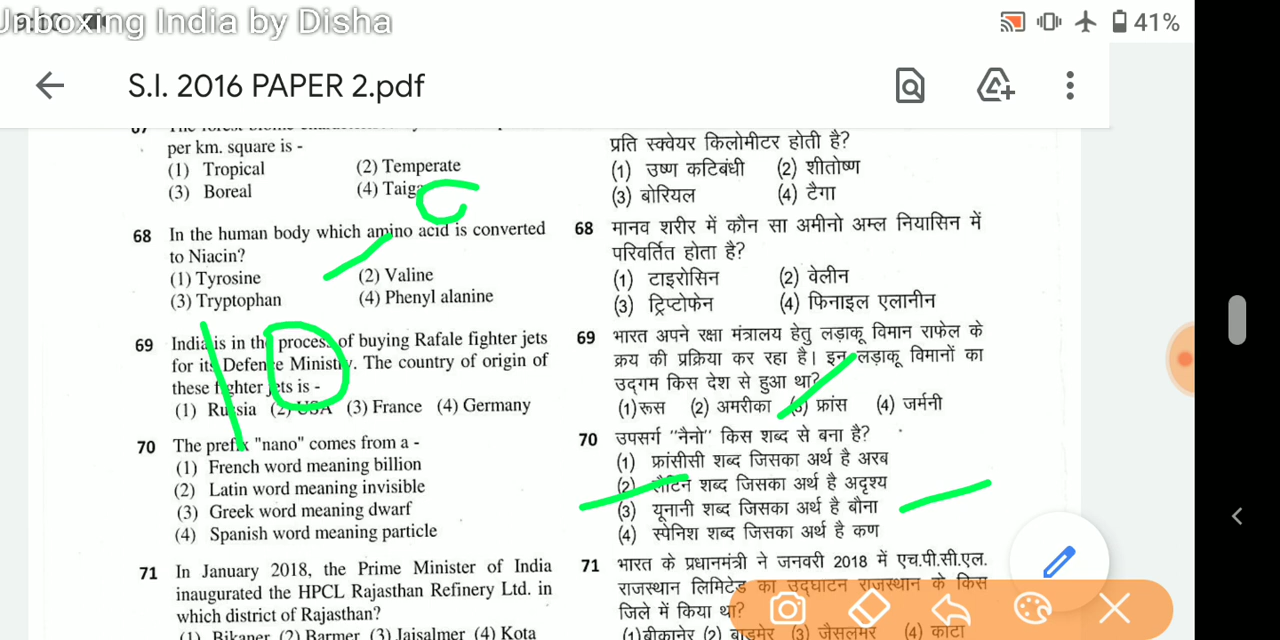 Unboxing India by Disha
41%
S.I. 2016 PAPER 2.pdf
per km. square is -
(1) Tropical (2) Temperate
(3) Boreal (4) Taiga
68 In the human body which amino acid is converted
to Niacin?
(1) Tyrosine (2) Valine
(3) Tryptophan (4) Phenyl alanine
69 India is in the process of buying Rafale fighter jets
for its Defence Ministry. The country of origin of
these fighter jets is -
(1) Russia (2) USA (3) France (4) Germany
70 The prefix "nano" comes from a -
(1) French word meaning billion
(2) Latin word meaning invisible
(3) Greek word meaning dwarf
(4) Spanish word meaning particle
71 In January 2018, the Prime Minister of India
inaugurated the HPCL Rajasthan Refinery Ltd. in
which district of Rajasthan?
(1) Bikaner (2) Barmer (3) Jaisalmer (4) Kota
प्रति स्क्वेयर किलोमीटर होती है?
(1) उष्ण कटिबंधी (2) शीतोष्ण
(3) बोरियल (4) टैगा
68 मानव शरीर में कौन सा अमीनो अम्ल नियासिन में
परिवर्तित होता है?
(1) टाइरोसिन (2) वेलीन
(3) ट्रिप्टोफेन (4) फिनाइल एलानीन
69 भारत अपने रक्षा मंत्रालय हेतु लड़ाकू विमान राफेल के
क्रय की प्रक्रिया कर रहा है। इन लड़ाकू विमानों का
उद्गम किस देश से हुआ था?
(1) रूस (2) अमरीका (3) फ्रांस (4) जर्मनी
70 उपसर्ग "नैनो" किस शब्द से बना है?
(1) फ्रांसीसी शब्द जिसका अर्थ है अरब
(2) लैटिन शब्द जिसका अर्थ है अदृश्य
(3) यूनानी शब्द जिसका अर्थ है बौना
(4) स्पेनिश शब्द जिसका अर्थ है कण
71 भारत के प्रधानमंत्री ने जनवरी 2018 में एच.पी.सी.एल.
राजस्थान लिमिटेड का उद्घाटन राजस्थान के किस
जिले में किया था?
(1) बीकानेर (2) बाड़मेर (3) जैसलमेर (4) कोटा